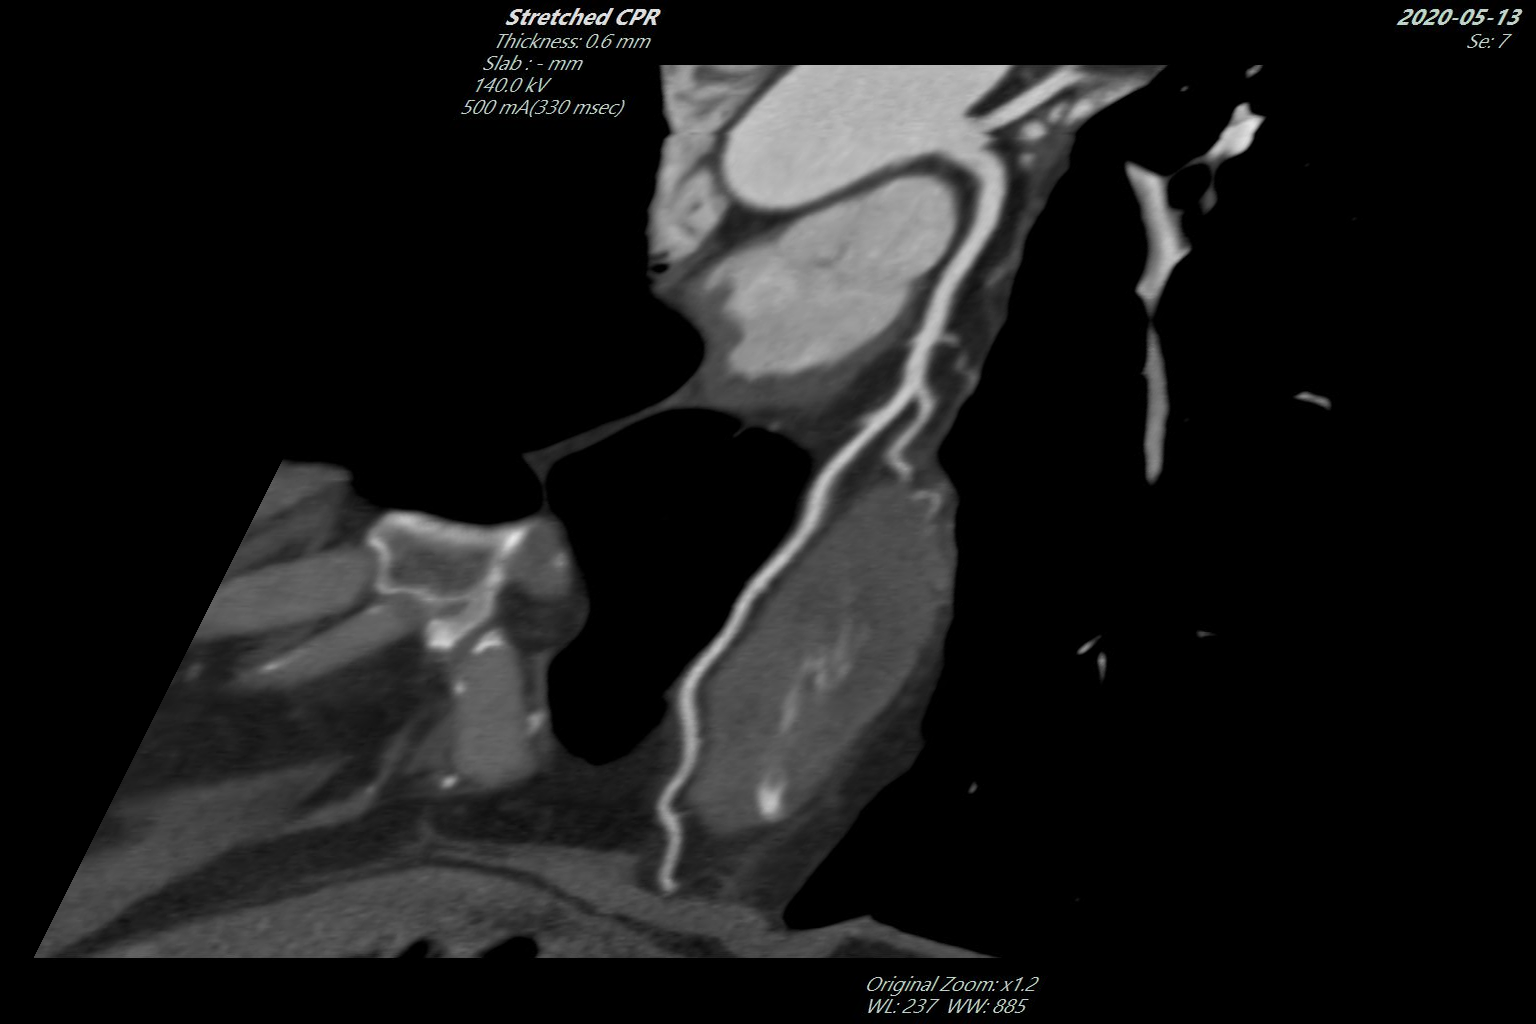 Stretched CPR
Thickness: 0.6 mm
Slab : - mm
140.0 kV
500 mA(330 msec)
2020-05-13
Se: 7
Original Zoom: x1.2
WL: 237 WW: 885